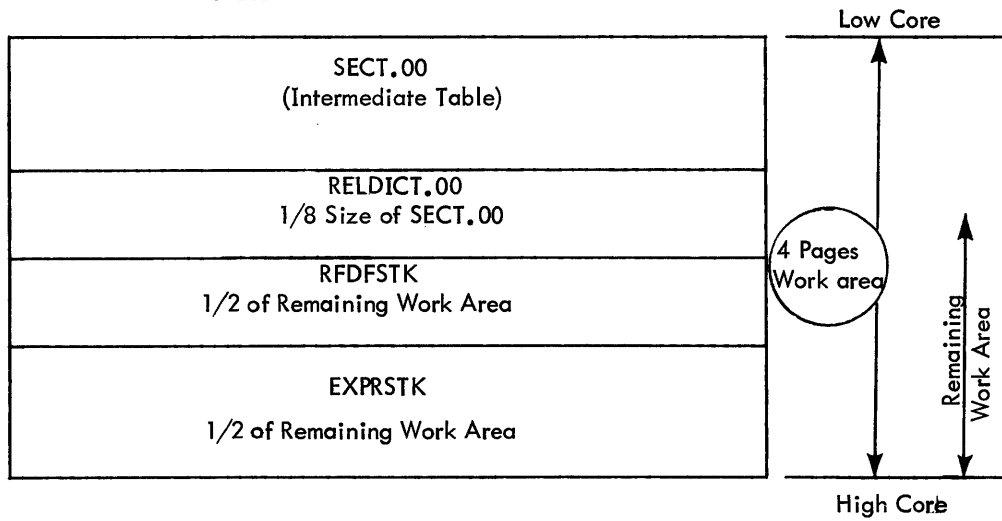 Low Core
SECT.00
(Intermediate Table)
RELDICT.00
1/8 Size of SECT.00
RFDFSTK
1/2 of Remaining Work Area
4 Pages
Work area
Remaining
Work Area
EXPRSTK
1/2 of Remaining Work Area
High Core